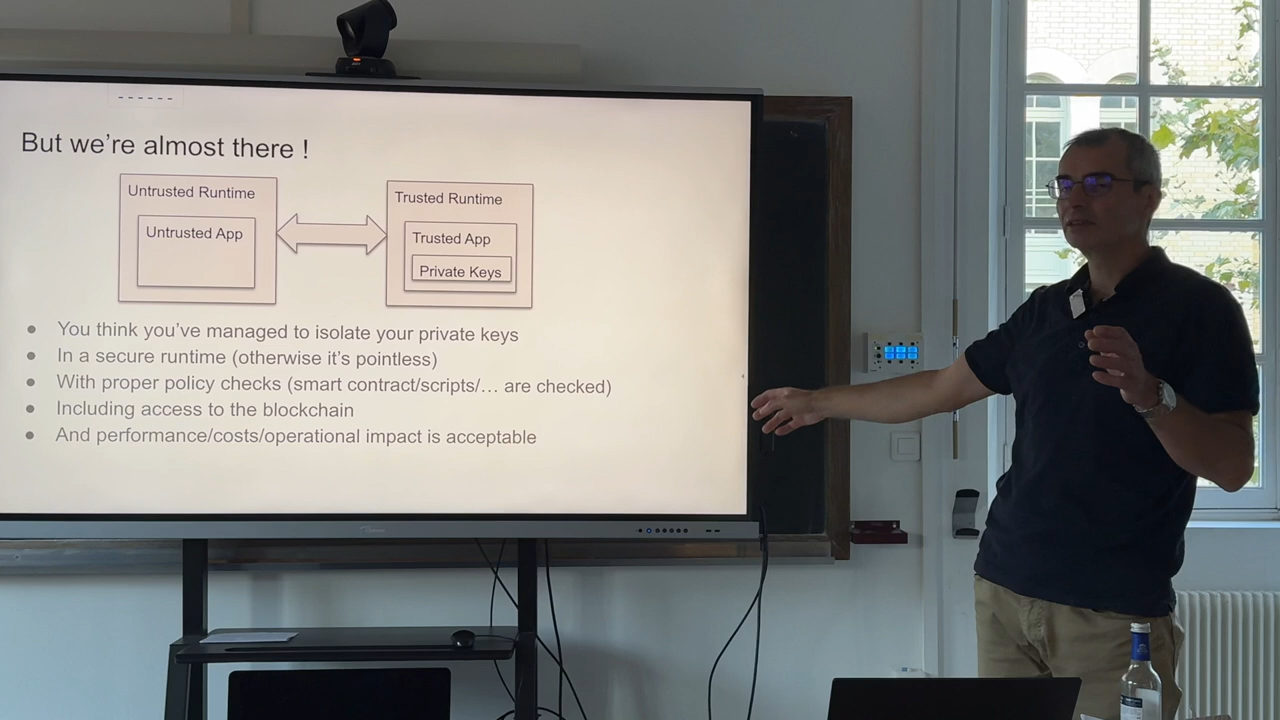 But we're almost there !
Untrusted Runtime
Untrusted App
Trusted Runtime
Trusted App
Private Keys
● You think you've managed to isolate your private keys
● In a secure runtime (otherwise it's pointless)
● With proper policy checks (smart contract/scripts/… are checked)
● Including access to the blockchain
● And performance/costs/operational impact is acceptable